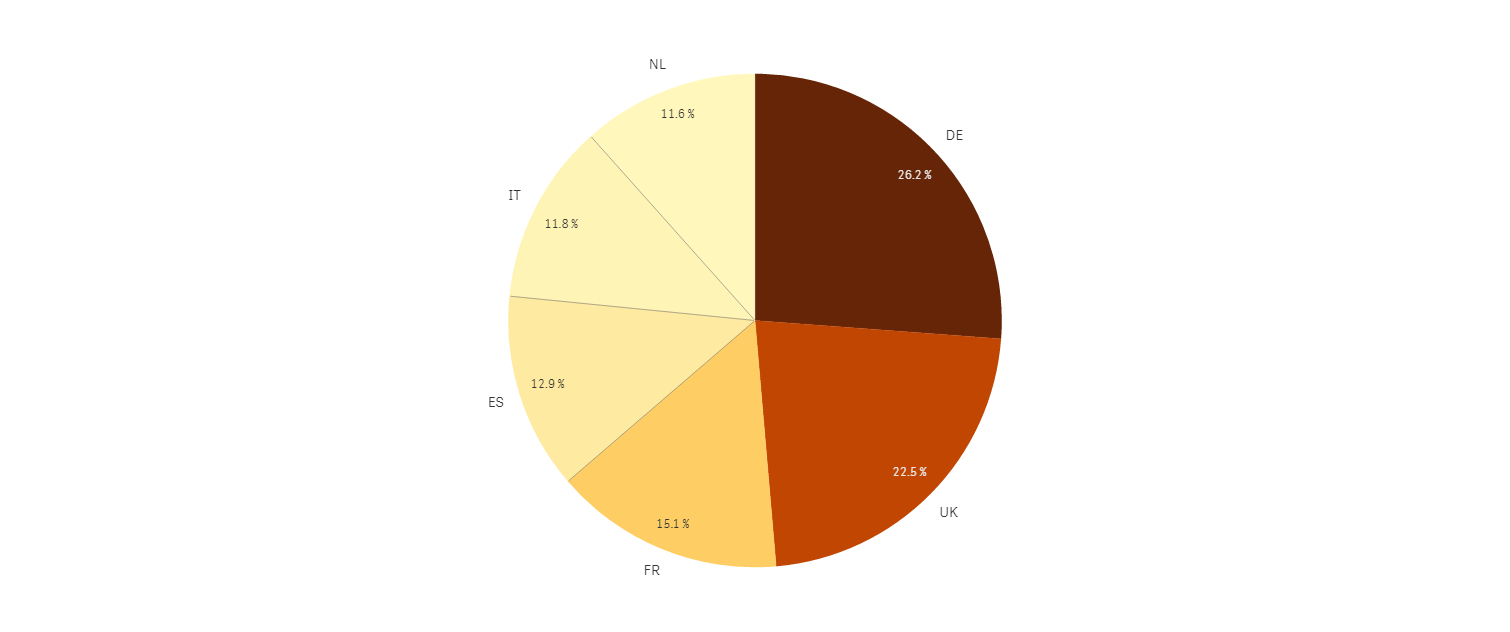 NL
11.6 %
DE
26.2 %
IT
11.8 %
12.9 %
ES
22.5 %
UK
15.1 %
FR